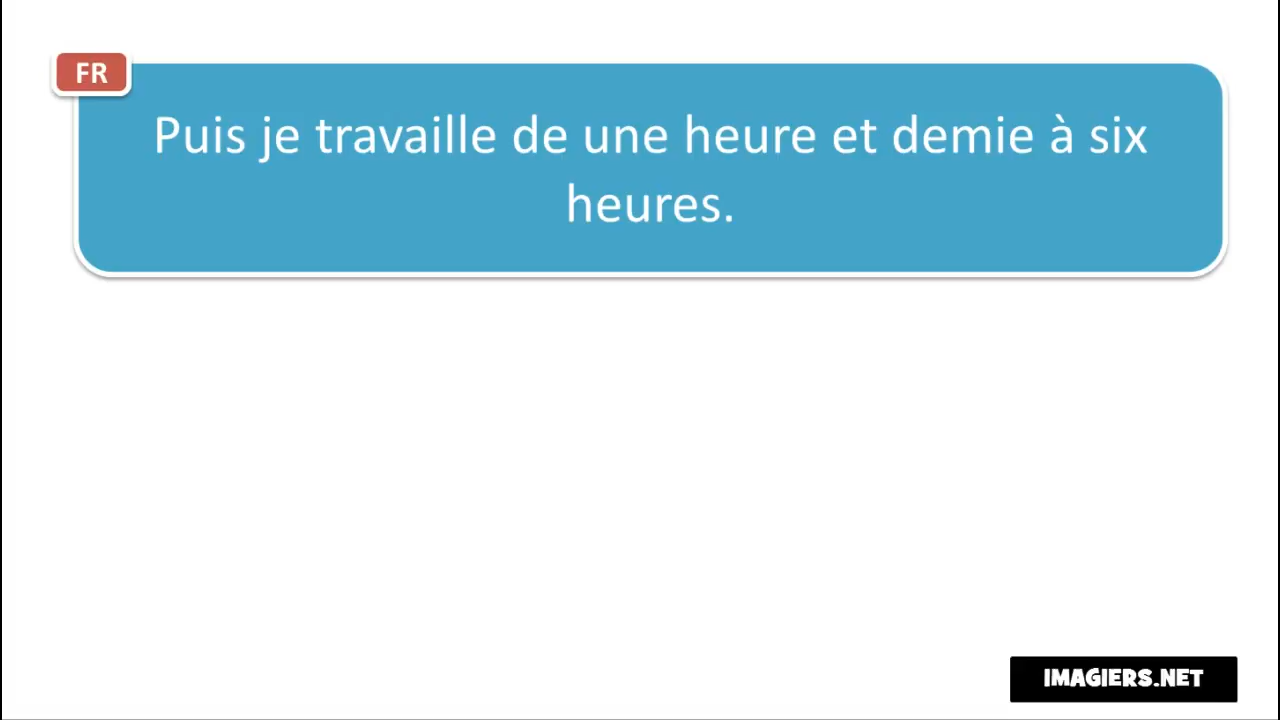 FR
Puis je travaille de une heure et demie à six
heures.
IMAGIERS.NET